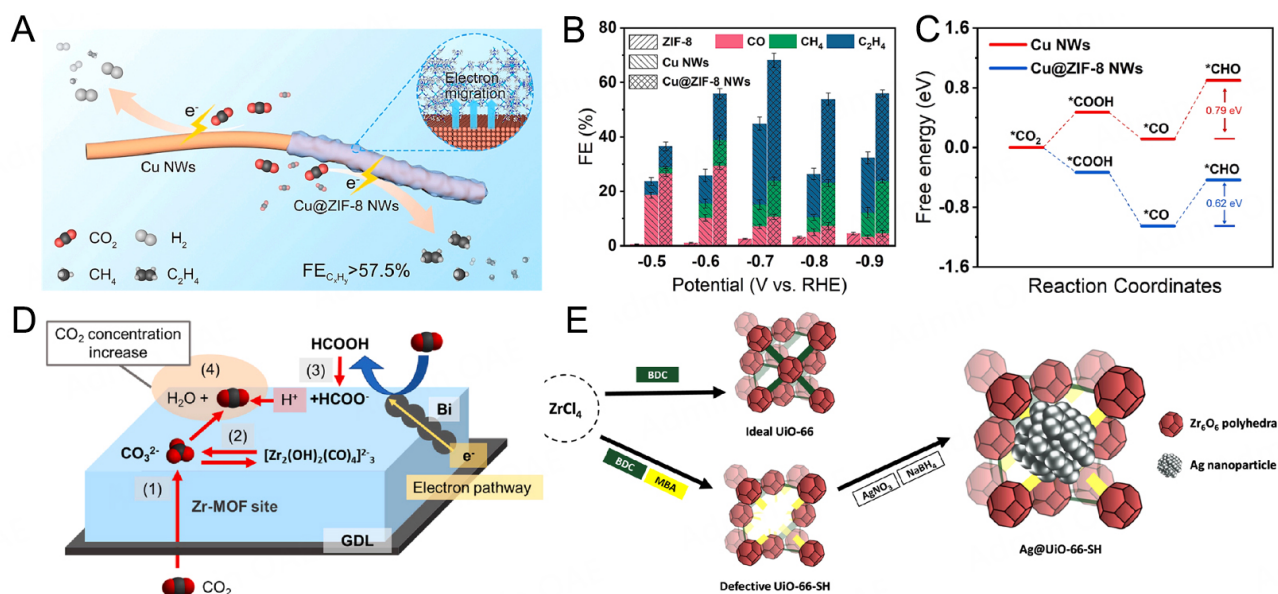 A
Electron
migration
e-
Cu NWs
e-
Cu@ZIF-8 NWs
CO2
H2
CH4
C2H4
FECxHy>57.5%
B
ZIF-8
Cu NWs
Cu@ZIF-8 NWs
CO
CH4
C2H4
FE (%)
80
60
40
20
0
-0.5
-0.6
-0.7
-0.8
-0.9
Potential (V vs. RHE)
C
Cu NWs
Cu@ZIF-8 NWs
Free energy (eV)
1.6
0.8
0.0
-0.8
-1.6
*CO2
*COOH
*CO
*CHO
0.79 eV
*COOH
*CO
*CHO
0.62 eV
Reaction Coordinates
D
CO2 concentration
increase
(4)
H2O +
H+
HCOOH
(3)
+HCOO-
Bi
e-
Electron pathway
CO32-
(2)
[Zr2(OH)2(CO)4]2-3
(1)
Zr-MOF site
GDL
CO2
E
ZrCl4
BDC
Ideal UiO-66
BDC
MBA
Defective UiO-66-SH
AgNO3
NaBH4
Ag@UiO-66-SH
Zr6O6 polyhedra
Ag nanoparticle